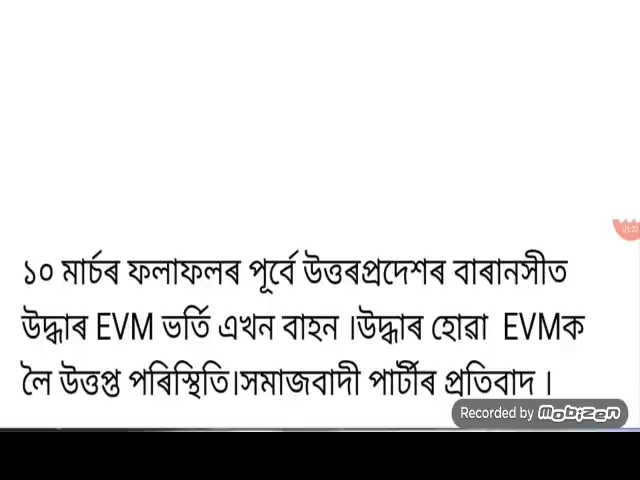 ১০ মাৰ্চৰ ফলাফলৰ পূৰ্বে উত্তৰপ্ৰদেশৰ বাৰানসীত
উদ্ধাৰ EVM ভৰ্তি এখন বাহন ।উদ্ধাৰ হোৱা EVMক
লৈ উত্তপ্ত পৰিস্থিতি।সমাজবাদী পাৰ্টীৰ প্ৰতিবাদ ।
Recorded by Mobizen